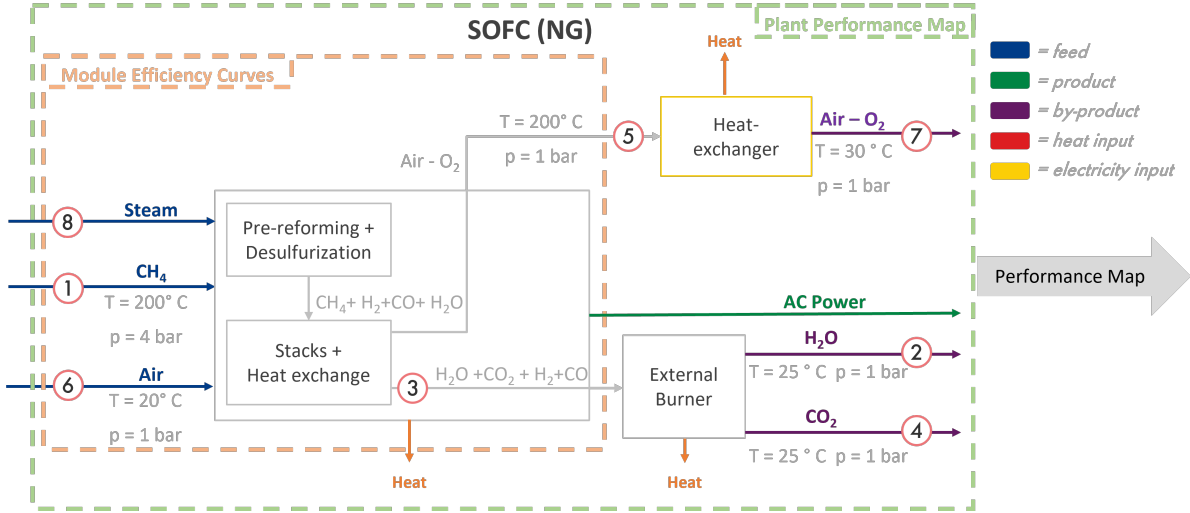 SOFC (NG)
Plant Performance Map
Module Efficiency Curves
Heat
= feed
= product
= by-product
= heat input
= electricity input
T = 200° C
p = 1 bar
5
Heat-
exchanger
Air – O₂
7
T = 30 ° C
p = 1 bar
Air - O₂
Steam
8
Pre-reforming +
Desulfurization
CH₄
1
T = 200° C
p = 4 bar
CH₄+ H₂+CO+ H₂O
Performance Map
AC Power
Stacks +
Heat exchange
Air
6
T = 20° C
p = 1 bar
3
H₂O +CO₂ + H₂+CO
External
Burner
H₂O
2
T = 25° C p = 1 bar
CO₂
4
T = 25° C p = 1 bar
Heat
Heat